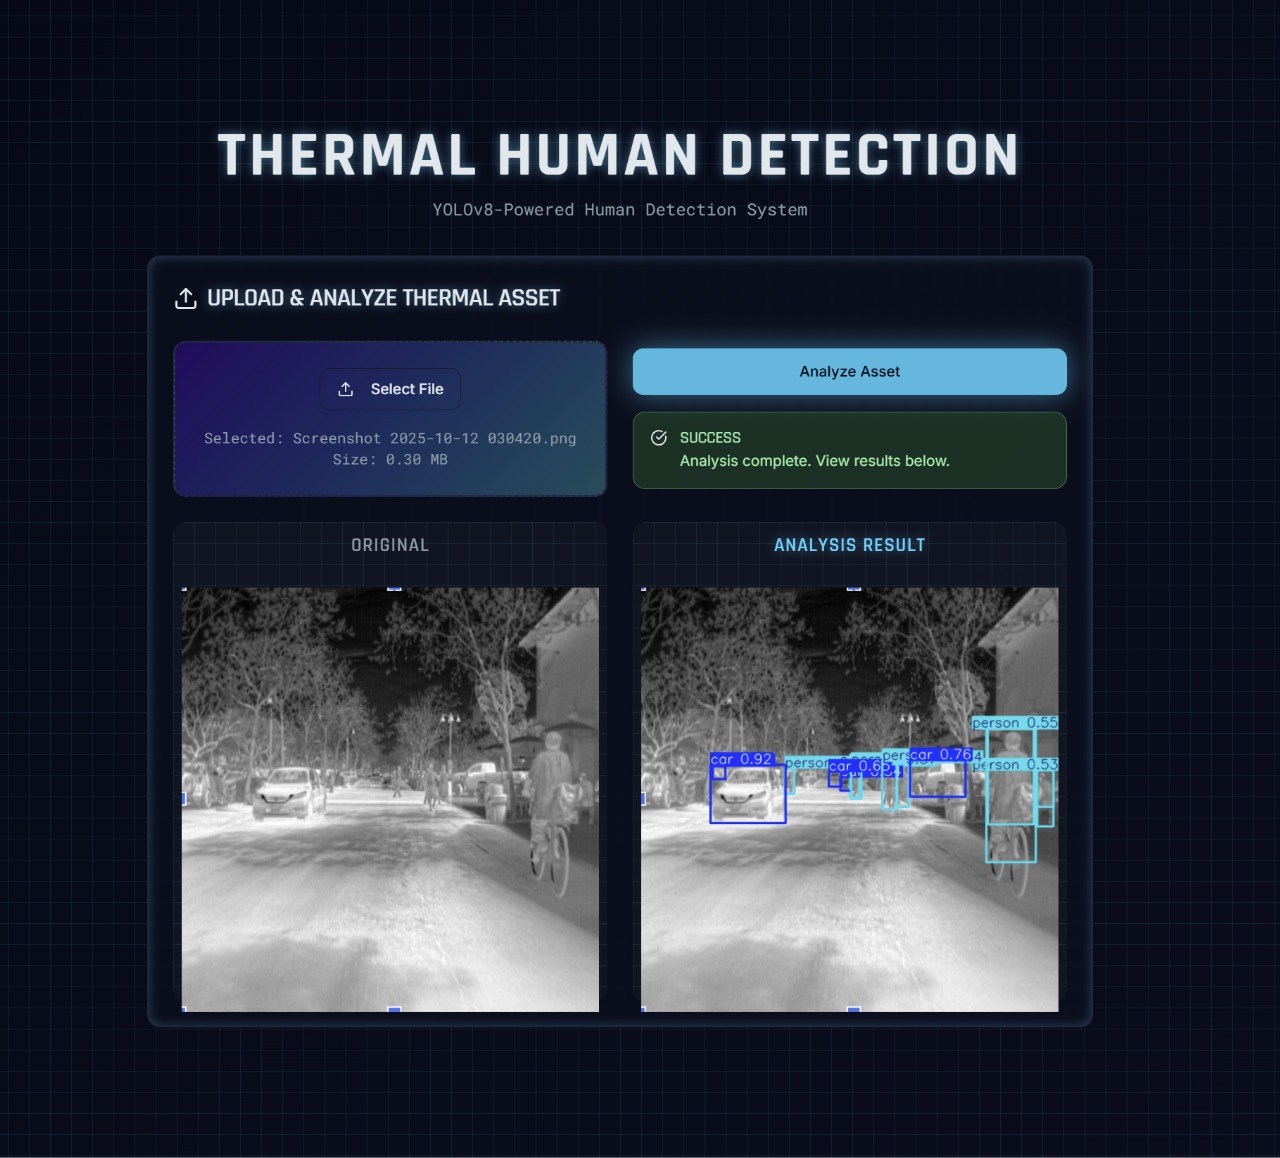 THERMAL HUMAN DETECTION
YOLOv8-Powered Human Detection System
UPLOAD & ANALYZE THERMAL ASSET
Select File
Selected: Screenshot 2025-10-12 030420.png
Size: 0.30 MB
Analyze Asset
SUCCESS
Analysis complete. View results below.
ORIGINAL
ANALYSIS RESULT
person 0.55
car 0.92
person
car 0.65
pers
car 0.76
person 0.53